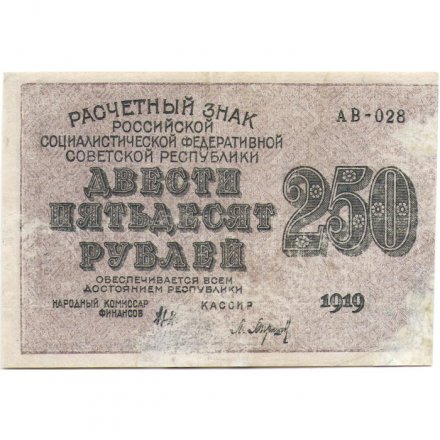 РАСЧЕТНЫЙ ЗНАК
РОССИЙСКОЙ
СОЦИАЛИСТИЧЕСКОЙ ФЕДЕРАТИВНОЙ
СОВЕТСКОЙ РЕСПУБЛИКИ
ДВЕСТИ
ПЯТЬДЕСЯТ
РУБЛЕЙ
ОБЕСПЕЧИВАЕТСЯ ВСЕМ
ДОСТОЯНИЕМ РЕСПУБЛИКИ
НАРОДНЫЙ КОМИССАР
ФИНАНСОВ
КАССИР
АВ-028
250
1919